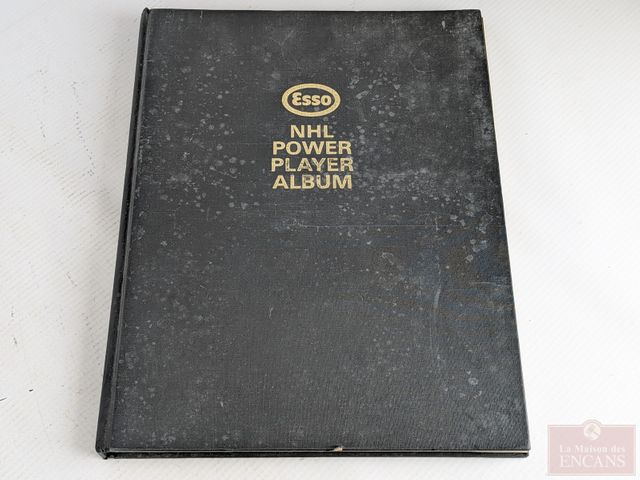 Esso
NHL
POWER
PLAYER
ALBUM
La Maison des
ENCANS